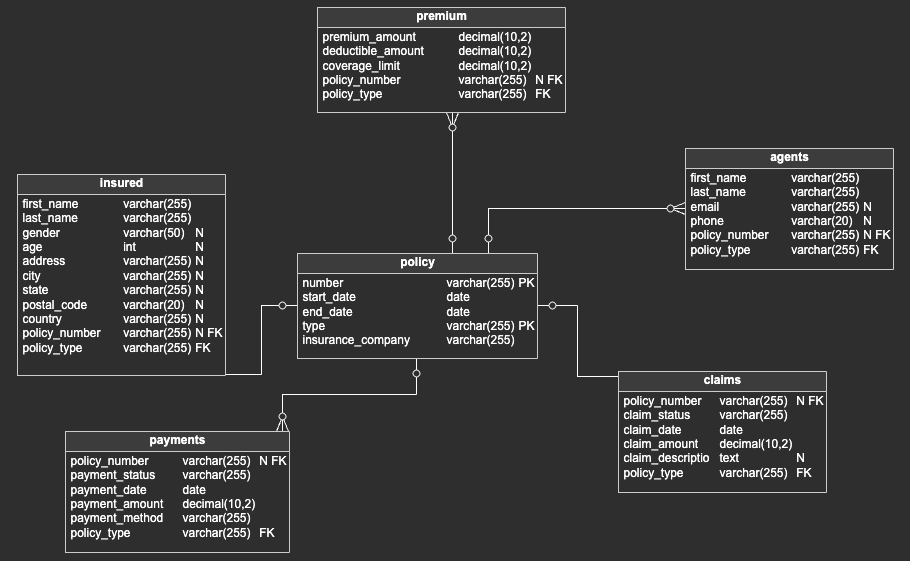 premium
premium_amount decimal(10,2)
deductible_amount decimal(10,2)
coverage_limit decimal(10,2)
policy_number varchar(255) N FK
policy_type varchar(255) FK
agents
first_name varchar(255)
last_name varchar(255)
email varchar(255) N
phone varchar(20) N
policy_number varchar(255) N FK
policy_type varchar(255) FK
insured
first_name varchar(255)
last_name varchar(255)
gender varchar(50) N
age int N
address varchar(255) N
city varchar(255) N
state varchar(255) N
postal_code varchar(20) N
country varchar(255) N
policy_number varchar(255) N FK
policy_type varchar(255) FK
policy
number varchar(255) PK
start_date date
end_date date
type varchar(255) PK
insurance_company varchar(255)
claims
policy_number varchar(255) N FK
claim_status varchar(255)
claim_date date
claim_amount decimal(10,2)
claim_descriptio text N
policy_type varchar(255) FK
payments
policy_number varchar(255) N FK
payment_status varchar(255)
payment_date date
payment_amount decimal(10,2)
payment_method varchar(255)
policy_type varchar(255) FK